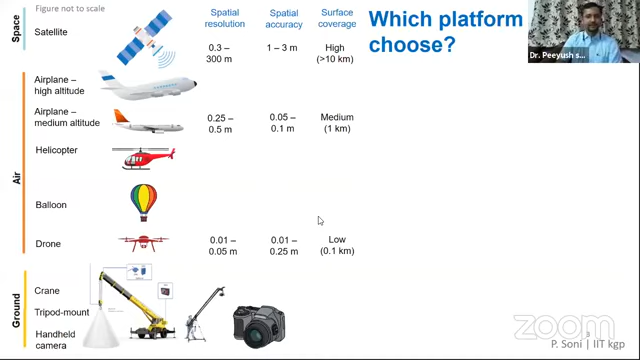 Figure not to scale
Spatial resolution
Spatial accuracy
Surface coverage
Which platform
choose?
Space
Satellite
0.3 – 300 m
1 – 3 m
High (>10 km)
Air
Airplane – high altitude
Airplane – medium altitude
0.25 – 0.5 m
0.05 – 0.1 m
Medium (1 km)
Helicopter
Balloon
Drone
0.01 – 0.05 m
0.01 – 0.25 m
Low (0.1 km)
Ground
Crane
Tripod-mount
Handheld camera
Dr. Peeyush s...
zoom
P. Soni | IIT kgp